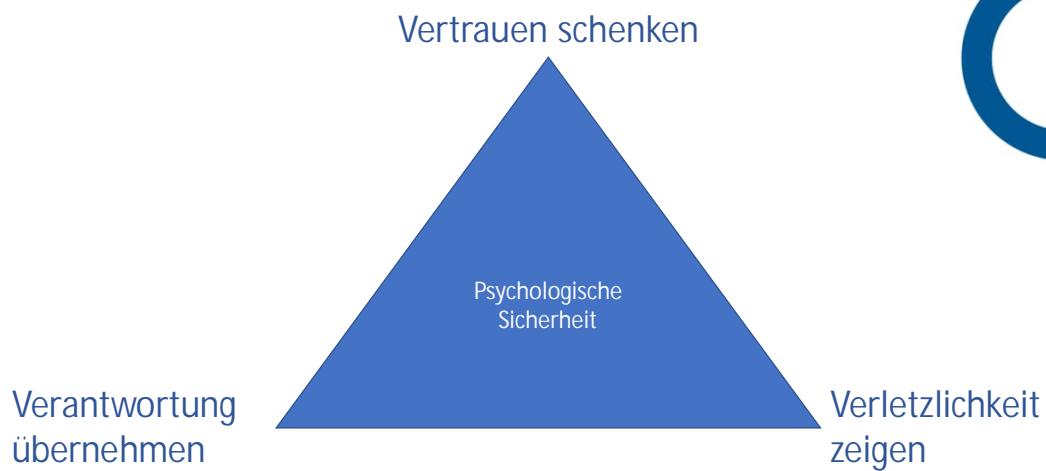 Vertrauen schenken
Psychologische
Sicherheit
Verantwortung
übernehmen
Verletzlichkeit
zeigen